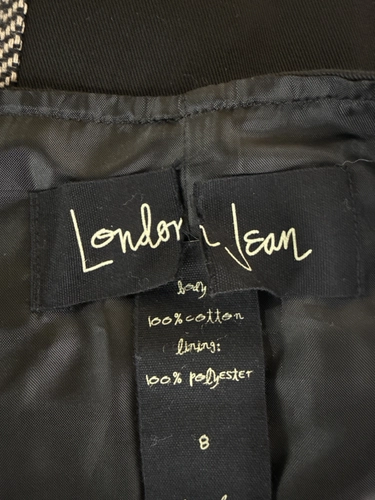 London Jean
body
100% cotton
lining:
100% polyester
8